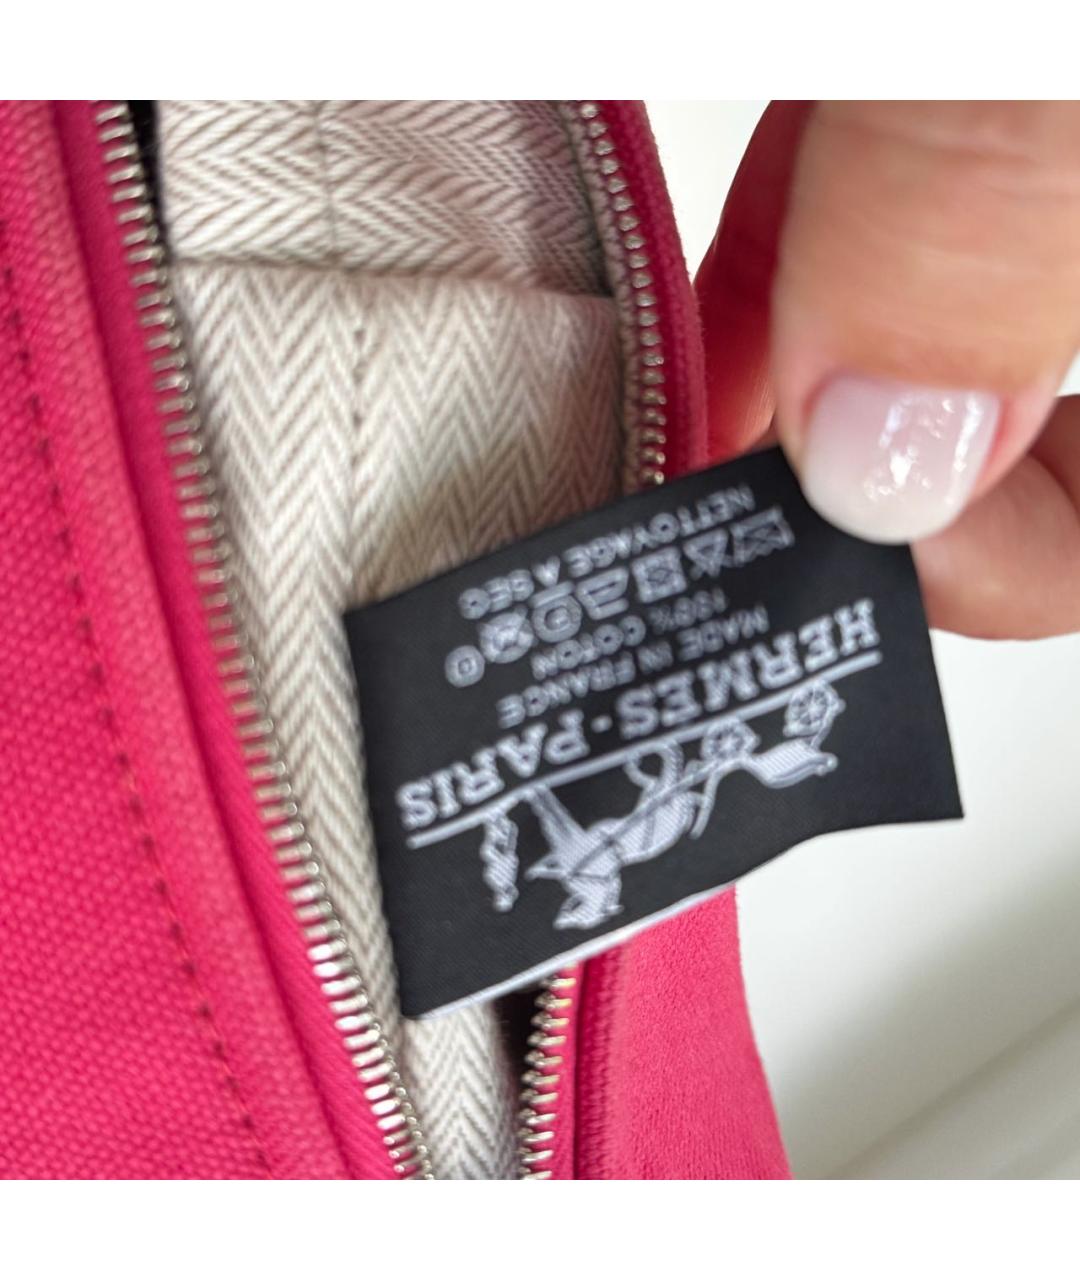 HERMES - PARIS
MADE IN FRANCE
100% COTON
NETTOYAGE A SEC